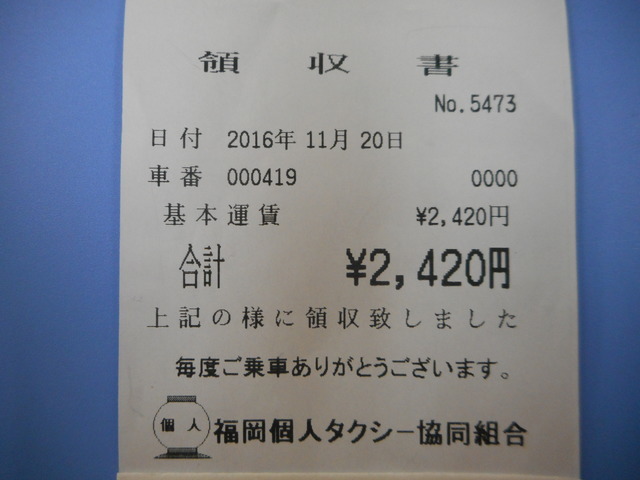 領収書
No.5473
日付 2016年11月20日
車番 000419 0000
基本運賃 ¥2,420円
合計 ¥2,420円
上記の様に領収致しました
毎度ご乗車ありがとうございます。
個人 福岡個人タクシー協同組合